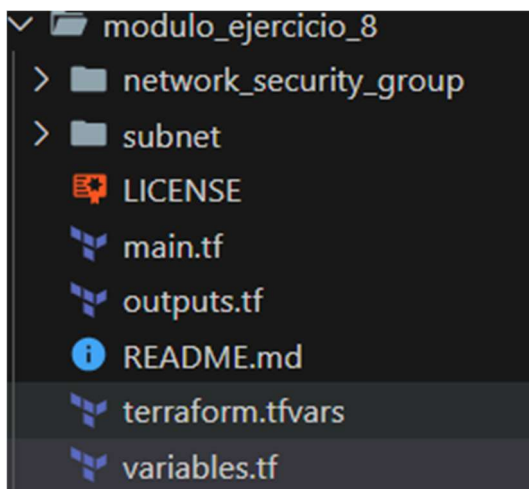 modulo_ejercicio_8
network_security_group
subnet
LICENSE
main.tf
outputs.tf
README.md
terraform.tfvars
variables.tf